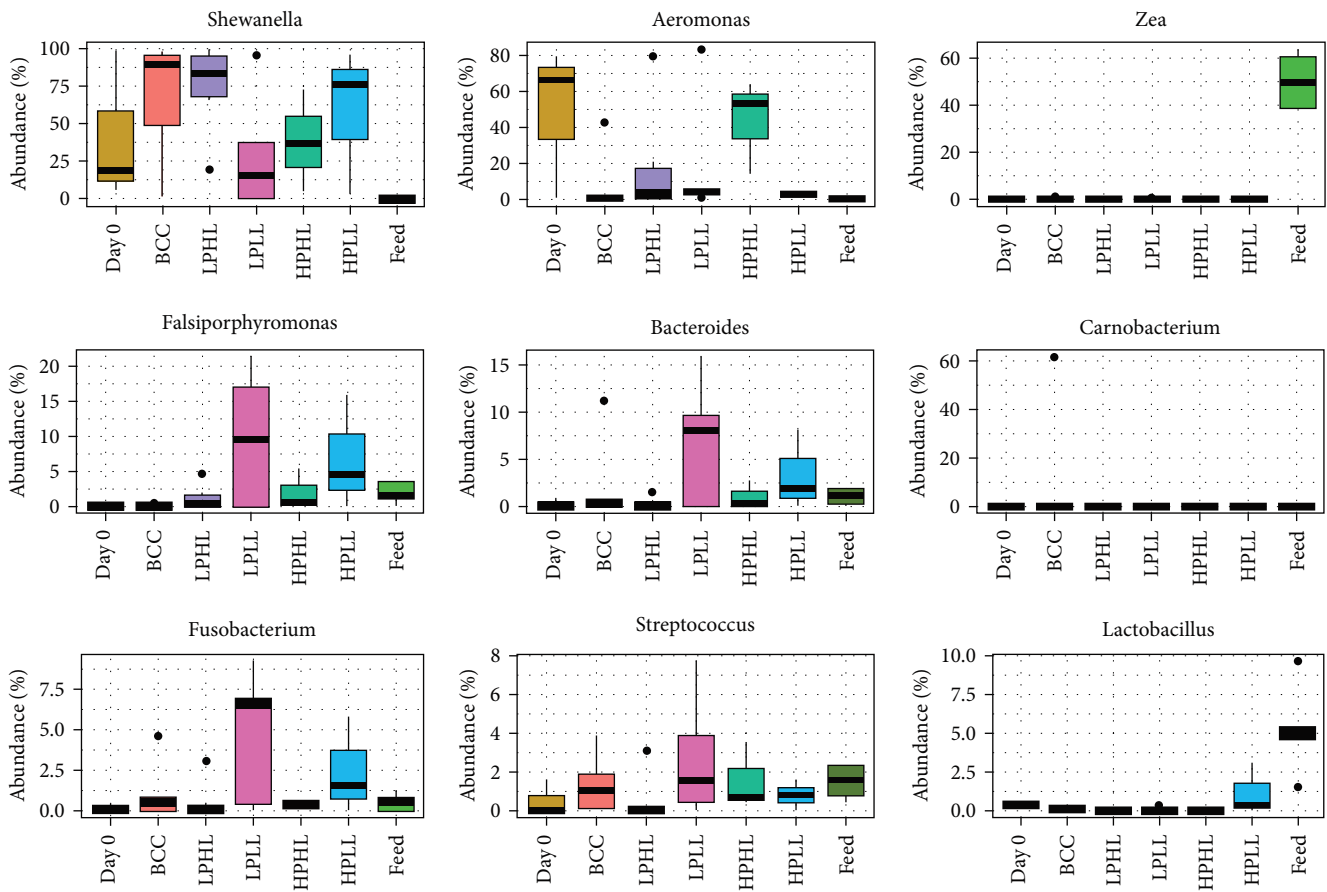 Shewanella
Abundance (%)
100
75
50
25
0
Day 0
BCC
LPHL
LPLL
HPHL
HPLL
Feed
Aeromonas
Abundance (%)
80
60
40
20
0
Day 0
BCC
LPHL
LPLL
HPHL
HPLL
Feed
Zea
Abundance (%)
60
40
20
0
Day 0
BCC
LPHL
LPLL
HPHL
HPLL
Feed
Falsiporphyromonas
Abundance (%)
20
15
10
5
0
Day 0
BCC
LPHL
LPLL
HPHL
HPLL
Feed
Bacteroides
Abundance (%)
15
10
5
0
Day 0
BCC
LPHL
LPLL
HPHL
HPLL
Feed
Carnobacterium
Abundance (%)
60
40
20
0
Day 0
BCC
LPHL
LPLL
HPHL
HPLL
Feed
Fusobacterium
Abundance (%)
7.5
5.0
2.5
0.0
Day 0
BCC
LPHL
LPLL
HPHL
HPLL
Feed
Streptococcus
Abundance (%)
8
6
4
2
0
Day 0
BCC
LPHL
LPLL
HPHL
HPLL
Feed
Lactobacillus
Abundance (%)
10.0
7.5
5.0
2.5
0.0
Day 0
BCC
LPHL
LPLL
HPHL
HPLL
Feed